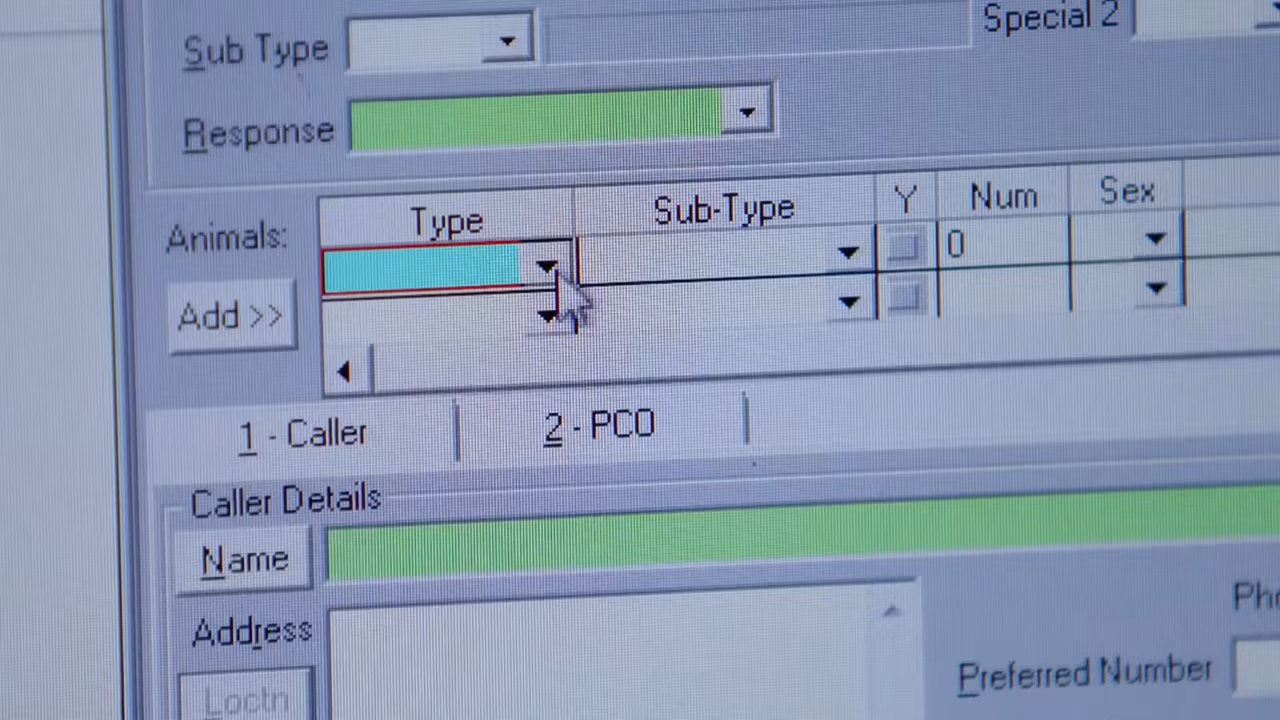 Sub Type
Special 2
Response
Animals:
Type Sub-Type Y Num Sex
0
Add >>
1 - Caller 2 - PCO
Caller Details
Name
Address
Preferred Number
Loctn